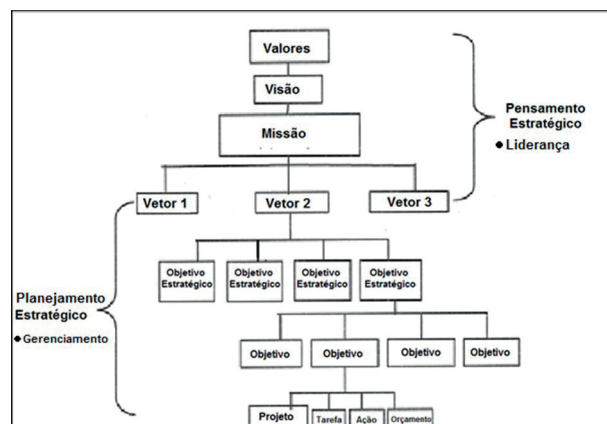 Valores
Visão
Missão
Pensamento
Estratégico
● Liderança
Vetor 1
Vetor 2
Vetor 3
Objetivo
Estratégico
Objetivo
Estratégico
Objetivo
Estratégico
Objetivo
Estratégico
Planejamento
Estratégico
● Gerenciamento
Objetivo
Objetivo
Objetivo
Objetivo
Projeto
Tarefa
Ação
Orçamento